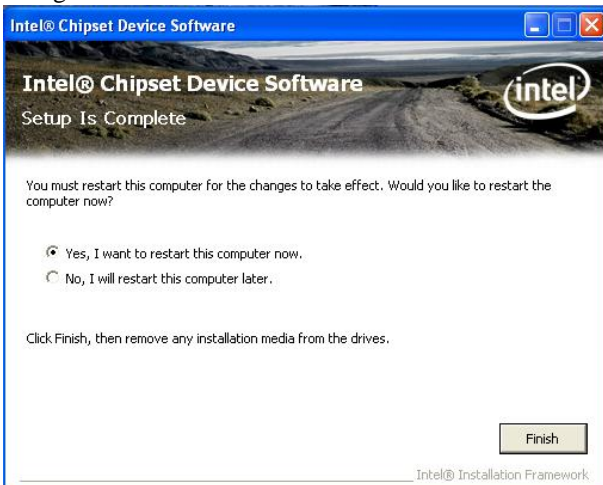 Intel® Chipset Device Software
Intel® Chipset Device Software
intel
Setup Is Complete
You must restart this computer for the changes to take effect. Would you like to restart the
computer now?
Yes, I want to restart this computer now.
No, I will restart this computer later.
Click Finish, then remove any installation media from the drives.
Finish
Intel® Installation Framework